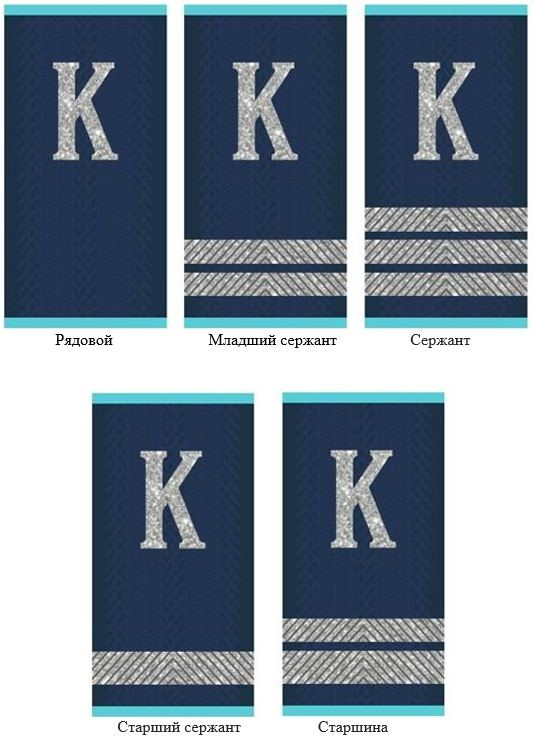 К К К
Рядовой Младший сержант Сержант
К К
Старший сержант Старшина